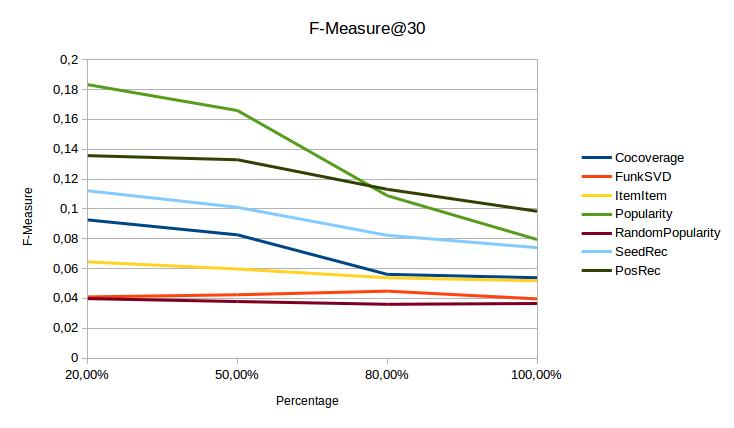 F-Measure@30
0,2
0,18
0,16
0,14
0,12
0,1
0,08
0,06
0,04
0,02
0
F-Measure
20,00%
50,00%
80,00%
100,00%
Percentage
Cocoverage
FunkSVD
ItemItem
Popularity
RandomPopularity
SeedRec
PosRec